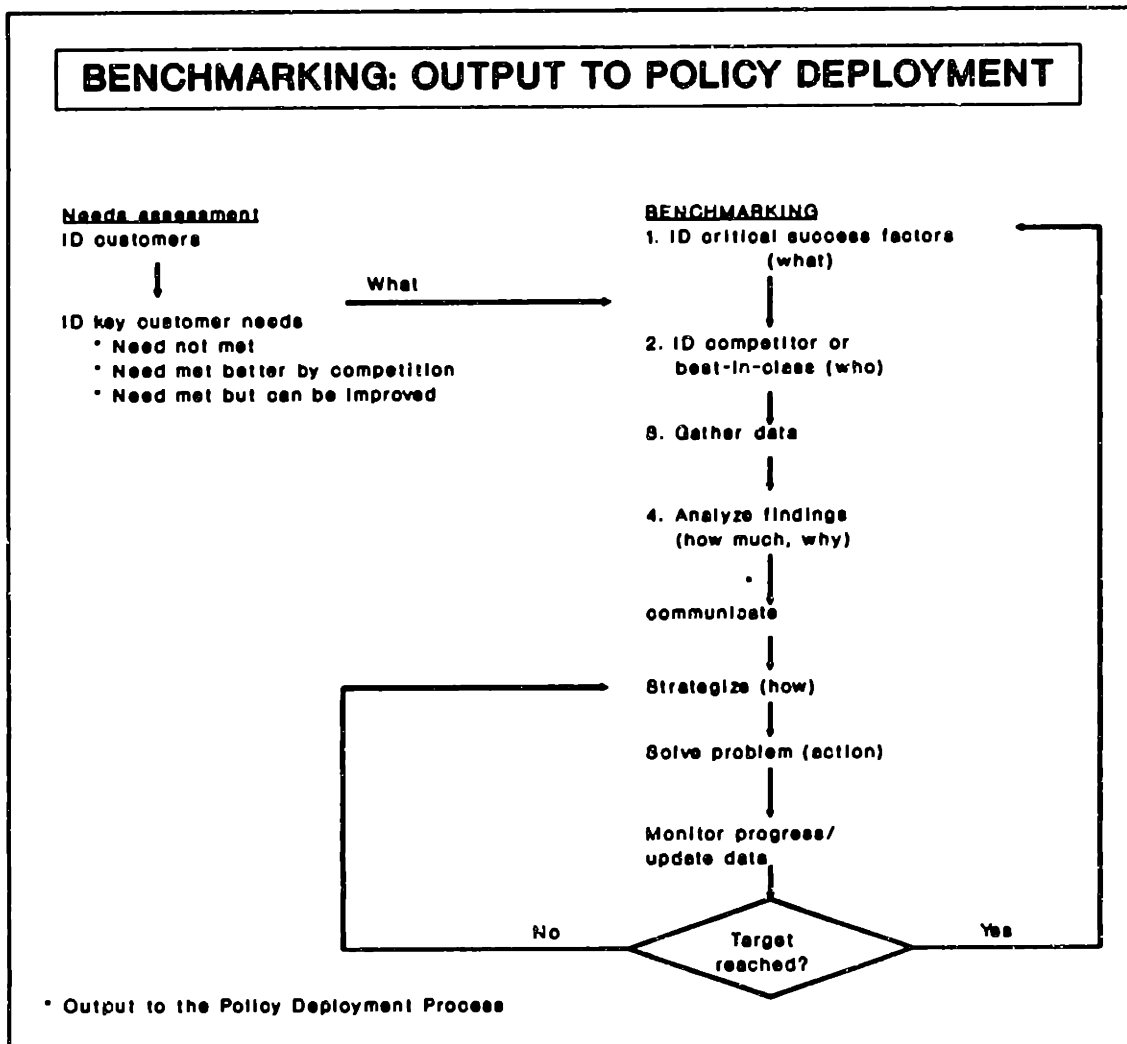 BENCHMARKING: OUTPUT TO POLICY DEPLOYMENT
Needs assessment
ID customers
ID key customer needs
* Need not met
* Need met better by competition
* Need met but can be improved
What
BENCHMARKING
1. ID critical success factors
(what)
2. ID competitor or
best-in-class (who)
3. Gather data
4. Analyze findings
(how much, why)
*
communicate
Strategize (how)
Solve problem (action)
Monitor progress/
update data
Target
reached?
No
Yes
* Output to the Policy Deployment Process